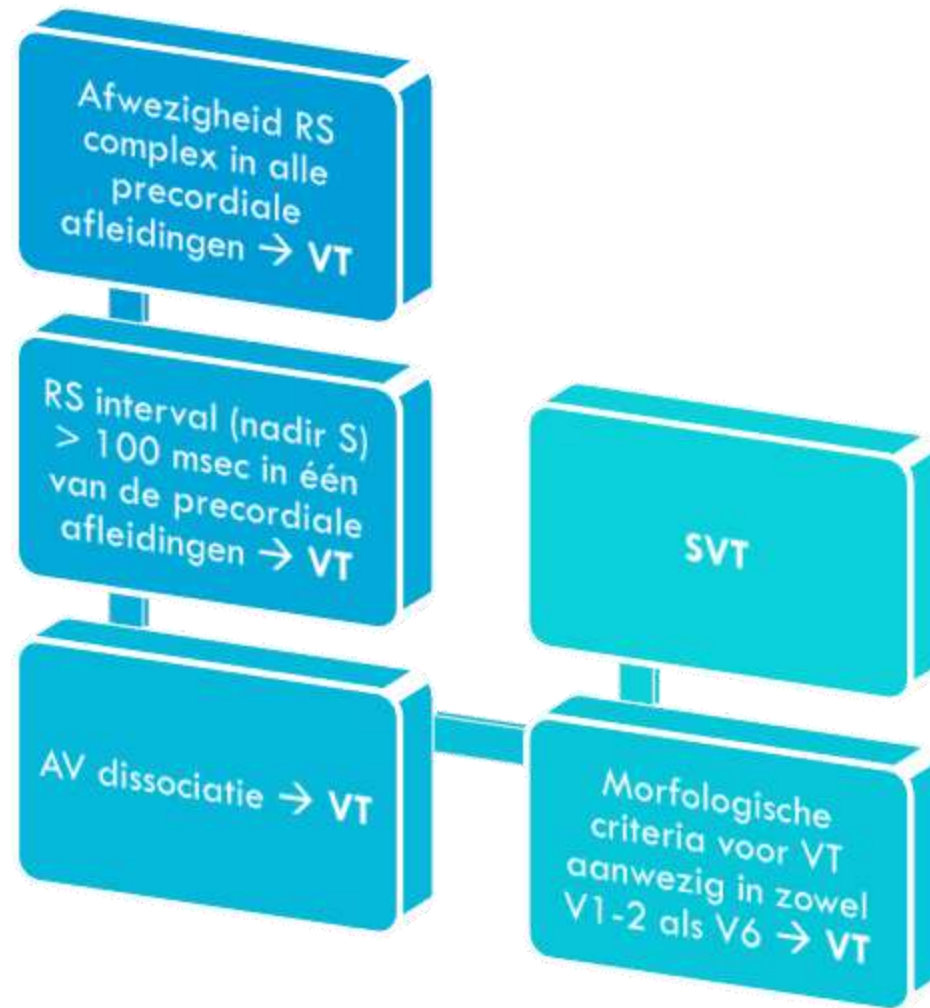 Afwezigheid RS
complex in alle
precordiale
afleidingen → VT
RS interval (nadir S)
> 100 msec in één
van de precordiale
afleidingen → VT
AV dissociatie → VT
Morfologische
criteria voor VT
aanwezig in zowel
V1-2 als V6 → VT
SVT